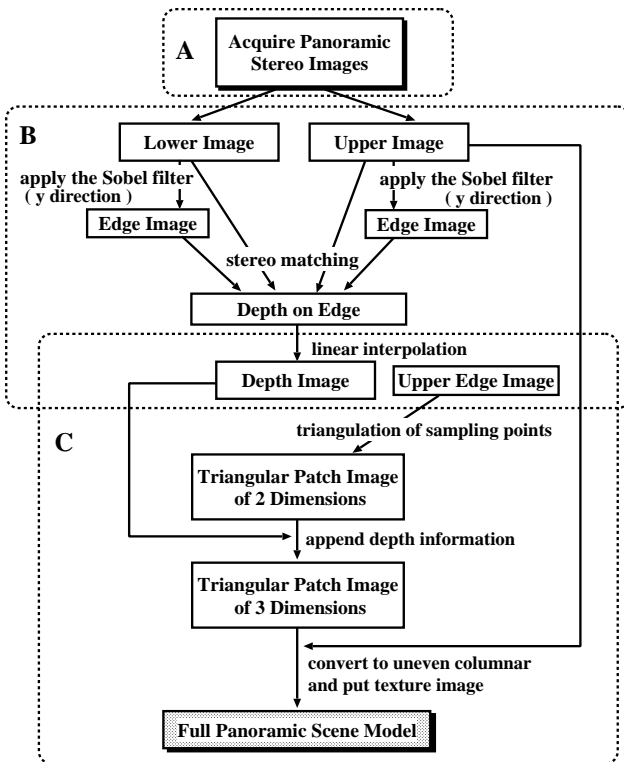 A
Acquire Panoramic
Stereo Images
B
Lower Image
Upper Image
apply the Sobel filter
( y direction )
apply the Sobel filter
( y direction )
Edge Image
Edge Image
stereo matching
Depth on Edge
linear interpolation
Depth Image
Upper Edge Image
C
triangulation of sampling points
Triangular Patch Image
of 2 Dimensions
append depth information
Triangular Patch Image
of 3 Dimensions
convert to uneven columnar
and put texture image
Full Panoramic Scene Model